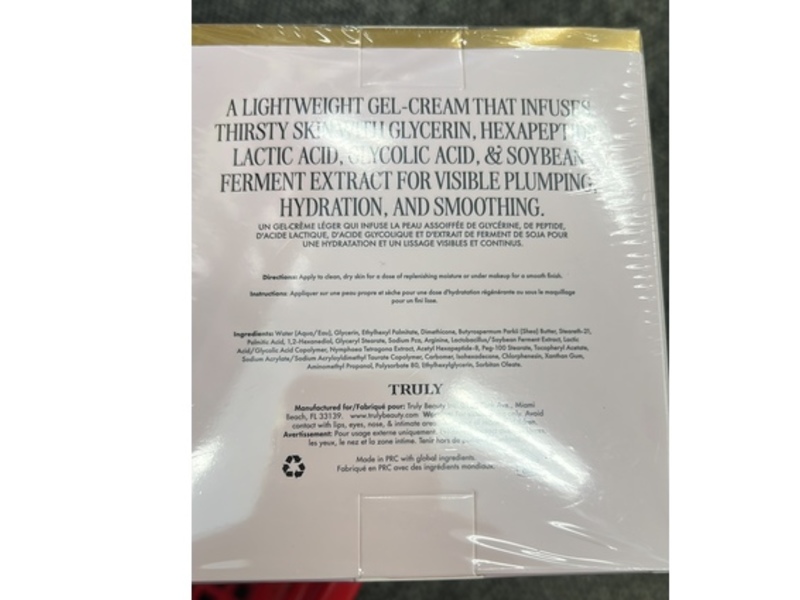 A LIGHTWEIGHT GEL-CREAM THAT INFUSES
THIRSTY SKIN WITH GLYCERIN, HEXAPEPTIDE,
LACTIC ACID, GLYCOLIC ACID, & SOYBEAN
FERMENT EXTRACT FOR VISIBLE PLUMPING,
HYDRATION, AND SMOOTHING.
UN GEL-CRÈME LÉGER QUI INFUSE LA PEAU ASSOIFFÉE DE GLYCÉRINE, DE PEPTIDE,
D'ACIDE LACTIQUE, D'ACIDE GLYCOLIQUE ET D'EXTRAIT DE FERMENT DE SOJA POUR
UNE HYDRATATION ET UN LISSAGE VISIBLES ET CONTINUS.
Directions: Apply to clean, dry skin for a dose of replenishing moisture or under makeup for a smooth finish.
Instructions: Appliquer sur une peau propre et sèche pour une dose d'hydratation régénérante ou sous le maquillage
pour un fini lisse.
Ingredients: Water (Aqua/Eau), Glycerin, Ethylhexyl Palmitate, Dimethicone, Butyrospermum Parkii (Shea) Butter, Steareth-21,
Palmitic Acid, 1,2-Hexanediol, Glyceryl Stearate, Sodium Pca, Arginine, Lactobacillus/Soybean Ferment Extract, Lactic
Acid/Glycolic Acid Copolymer, Nymphaea Tetragona Extract, Acetyl Hexapeptide-8, Peg-100 Stearate, Tocopheryl Acetate,
Sodium Acrylate/Sodium Acryloyldimethyl Taurate Copolymer, Carbomer, Isohexadecane, Chlorphenesin, Xanthan Gum,
Aminomethyl Propanol, Polysorbate 80, Ethylhexylglycerin, Sorbitan Oleate.
TRULY
Manufactured for/Fabriqué pour: Truly Beauty Ave., Miami
Beach, FL 33139. www.trulybeauty.com Avoid
contact with lips, eyes, nose, & intimate
Avertissement: Pour usage externe uniquement.
les yeux, le nez et la zone intime. Tenir hors de
Made in PRC with global ingredients
Fabriqué en PRC avec des ingrédients mondiaux